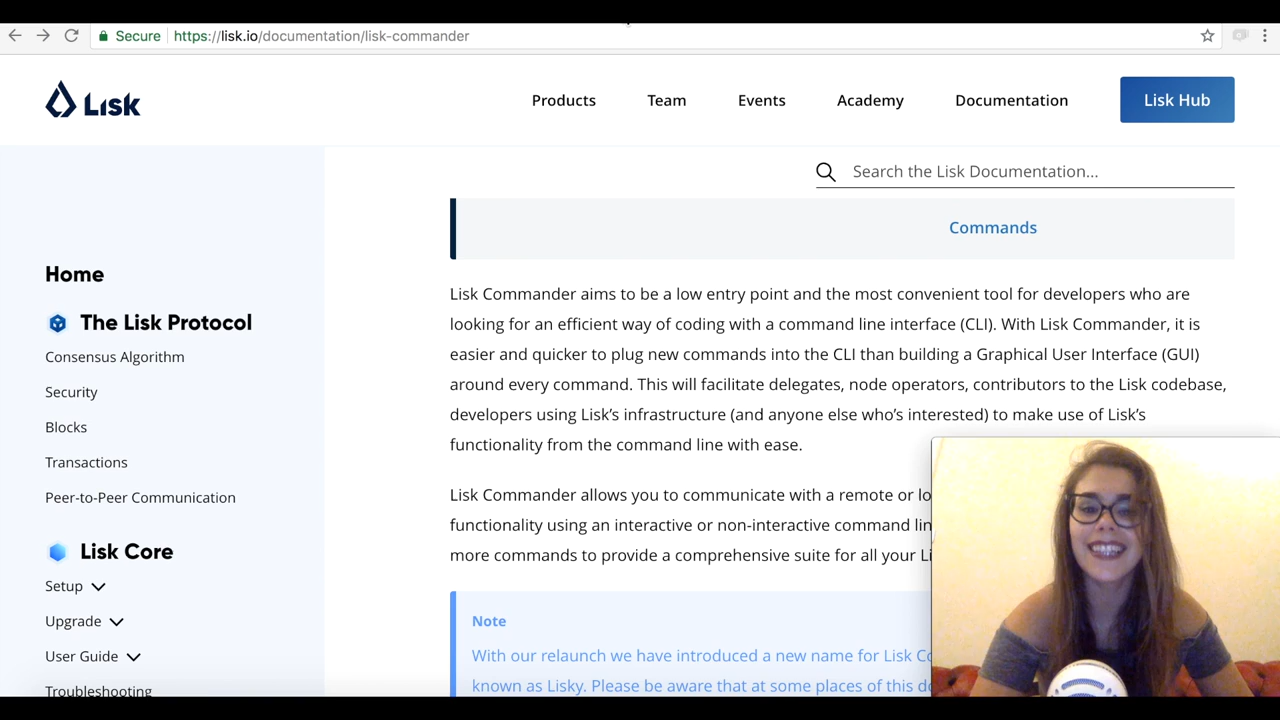 Secure https://lisk.io/documentation/lisk-commander
Lisk
Products Team Events Academy Documentation Lisk Hub
Search the Lisk Documentation...
Home
The Lisk Protocol
Consensus Algorithm
Security
Blocks
Transactions
Peer-to-Peer Communication
Lisk Core
Setup
Upgrade
User Guide
Troubleshooting
Commands
Lisk Commander aims to be a low entry point and the most convenient tool for developers who are
looking for an efficient way of coding with a command line interface (CLI). With Lisk Commander, it is
easier and quicker to plug new commands into the CLI than building a Graphical User Interface (GUI)
around every command. This will facilitate delegates, node operators, contributors to the Lisk codebase,
developers using Lisk’s infrastructure (and anyone else who’s interested) to make use of Lisk’s
functionality from the command line with ease.
Lisk Commander allows you to communicate with a remote or lo
functionality using an interactive or non-interactive command lin
more commands to provide a comprehensive suite for all your Li
Note
With our relaunch we have introduced a new name for Lisk Co
known as Lisky. Please be aware that at some places of this do